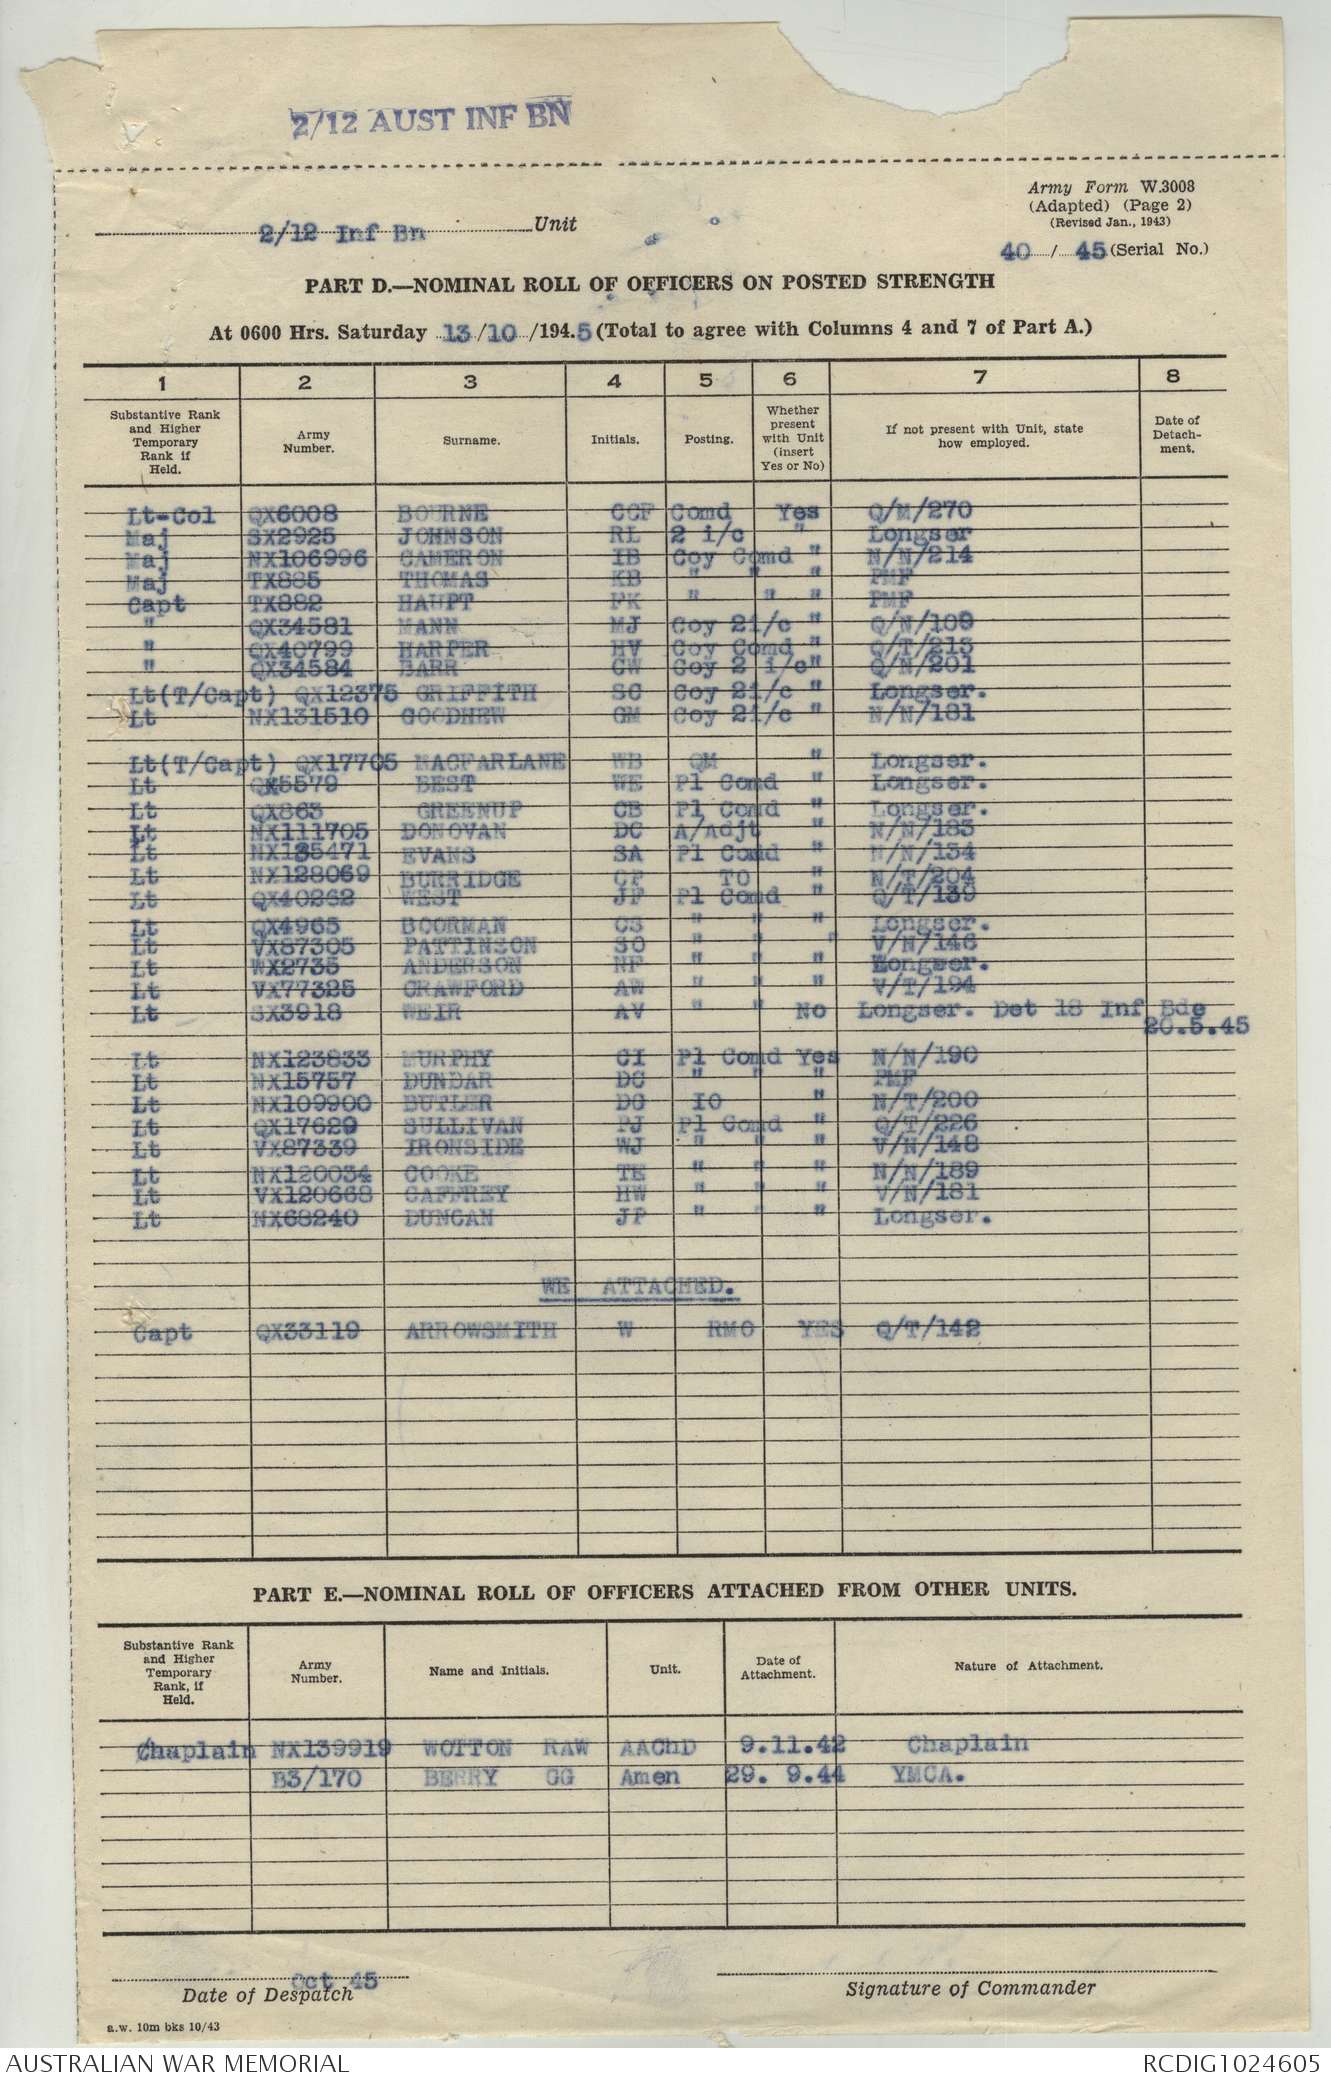 2/12 AUST INF BN
Army Form W.3008
(Adapted) (Page 2)
(Revised Jan., 1943)
2/12 Inf Bn Unit
40 / 45 (Serial No.)
PART D.—NOMINAL ROLL OF OFFICERS ON POSTED STRENGTH
At 0600 Hrs. Saturday 13/10/1945 (Total to agree with Columns 4 and 7 of Part A.)
1 2 3 4 5 6 7 8
Substantive Rank and Higher Temporary Rank if Held. Army Number. Surname. Initials. Posting. Whether present with Unit (insert Yes or No) If not present with Unit, state how employed. Date of Detachment.
Lt-Col QX6008 BOURNE CCF Comd Yes Q/M/270
Maj SX2925 JOHNSON RL 2 i/c " Longser
Maj NX106996 CAMERON IB Coy Comd " N/N/214
Maj TX885 THOMAS KB " " " PMF
Capt TX882 HAUPT FK " " " PMF
" QX34581 MANN MJ Coy 2i/c " Q/N/109
" QX40799 HARPER HV Coy Comd " Q/T/213
" QX34584 BARR CW Coy 2 i/c" Q/N/201
Lt(T/Capt) QX12375 GRIFFITH SC Coy 2i/c " Longser.
Lt NX131510 GOODHEW GM Coy 2i/c " N/N/181
Lt(T/Capt) QX17705 MACFARLANE WB QM " Longser.
Lt QX5579 BEST WE Pl Comd " Longser.
Lt QX863 GREENUP CB Pl Comd " Longser.
Lt NX111705 DONOVAN DC A/Adjt " N/N/183
Lt NX135471 EVANS SA Pl Comd " N/N/134
Lt NX128069 BURRIDGE CF TO " N/T/204
Lt QX40262 WEST JF Pl Comd " Q/T/139
Lt QX4965 BOORMAN CS " " " Longser.
Lt VX87305 PATTINSON SO " " " V/N/146
Lt WX2735 ANDERSON NF " " " Longser.
Lt VX77325 CRAWFORD AW " " " V/T/194
Lt SX3918 WEIR AV " " No Longser. Det 18 Inf Bde
20.5.45
Lt NX123833 MURPHY CI Pl Comd Yes N/N/190
Lt NX15757 DUNBAR DC " " " PMF
Lt NX109900 BUTLER DG IO " N/T/200
Lt QX17629 SULLIVAN PJ Pl Comd " Q/T/226
Lt VX87339 IRONSIDE WJ " " " V/N/148
Lt NX120034 COOKE TE " " " N/N/189
Lt VX120668 CAFFREY HW " " " V/N/181
Lt NX68240 DUNCAN JP " " " Longser.
WE ATTACHED.
Capt QX33119 ARROWSMITH W RMO YES Q/T/142
PART E.—NOMINAL ROLL OF OFFICERS ATTACHED FROM OTHER UNITS.
Substantive Rank and Higher Temporary Rank, if Held. Army Number. Name and Initials. Unit. Date of Attachment. Nature of Attachment.
Chaplain NX139919 WOTTON RAW AAChD 9.11.42 Chaplain
B3/170 BERRY GG Amen 29. 9.44 YMCA.
Oct 45
Date of Despatch
Signature of Commander
a.w. 10m bks 10/43
AUSTRALIAN WAR MEMORIAL
RCDIG1024605